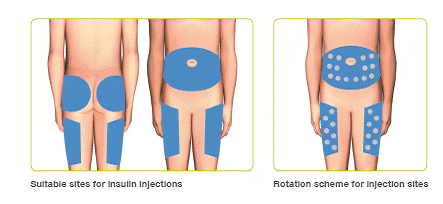 Suitable sites for insulin injections
Rotation scheme for injection sites